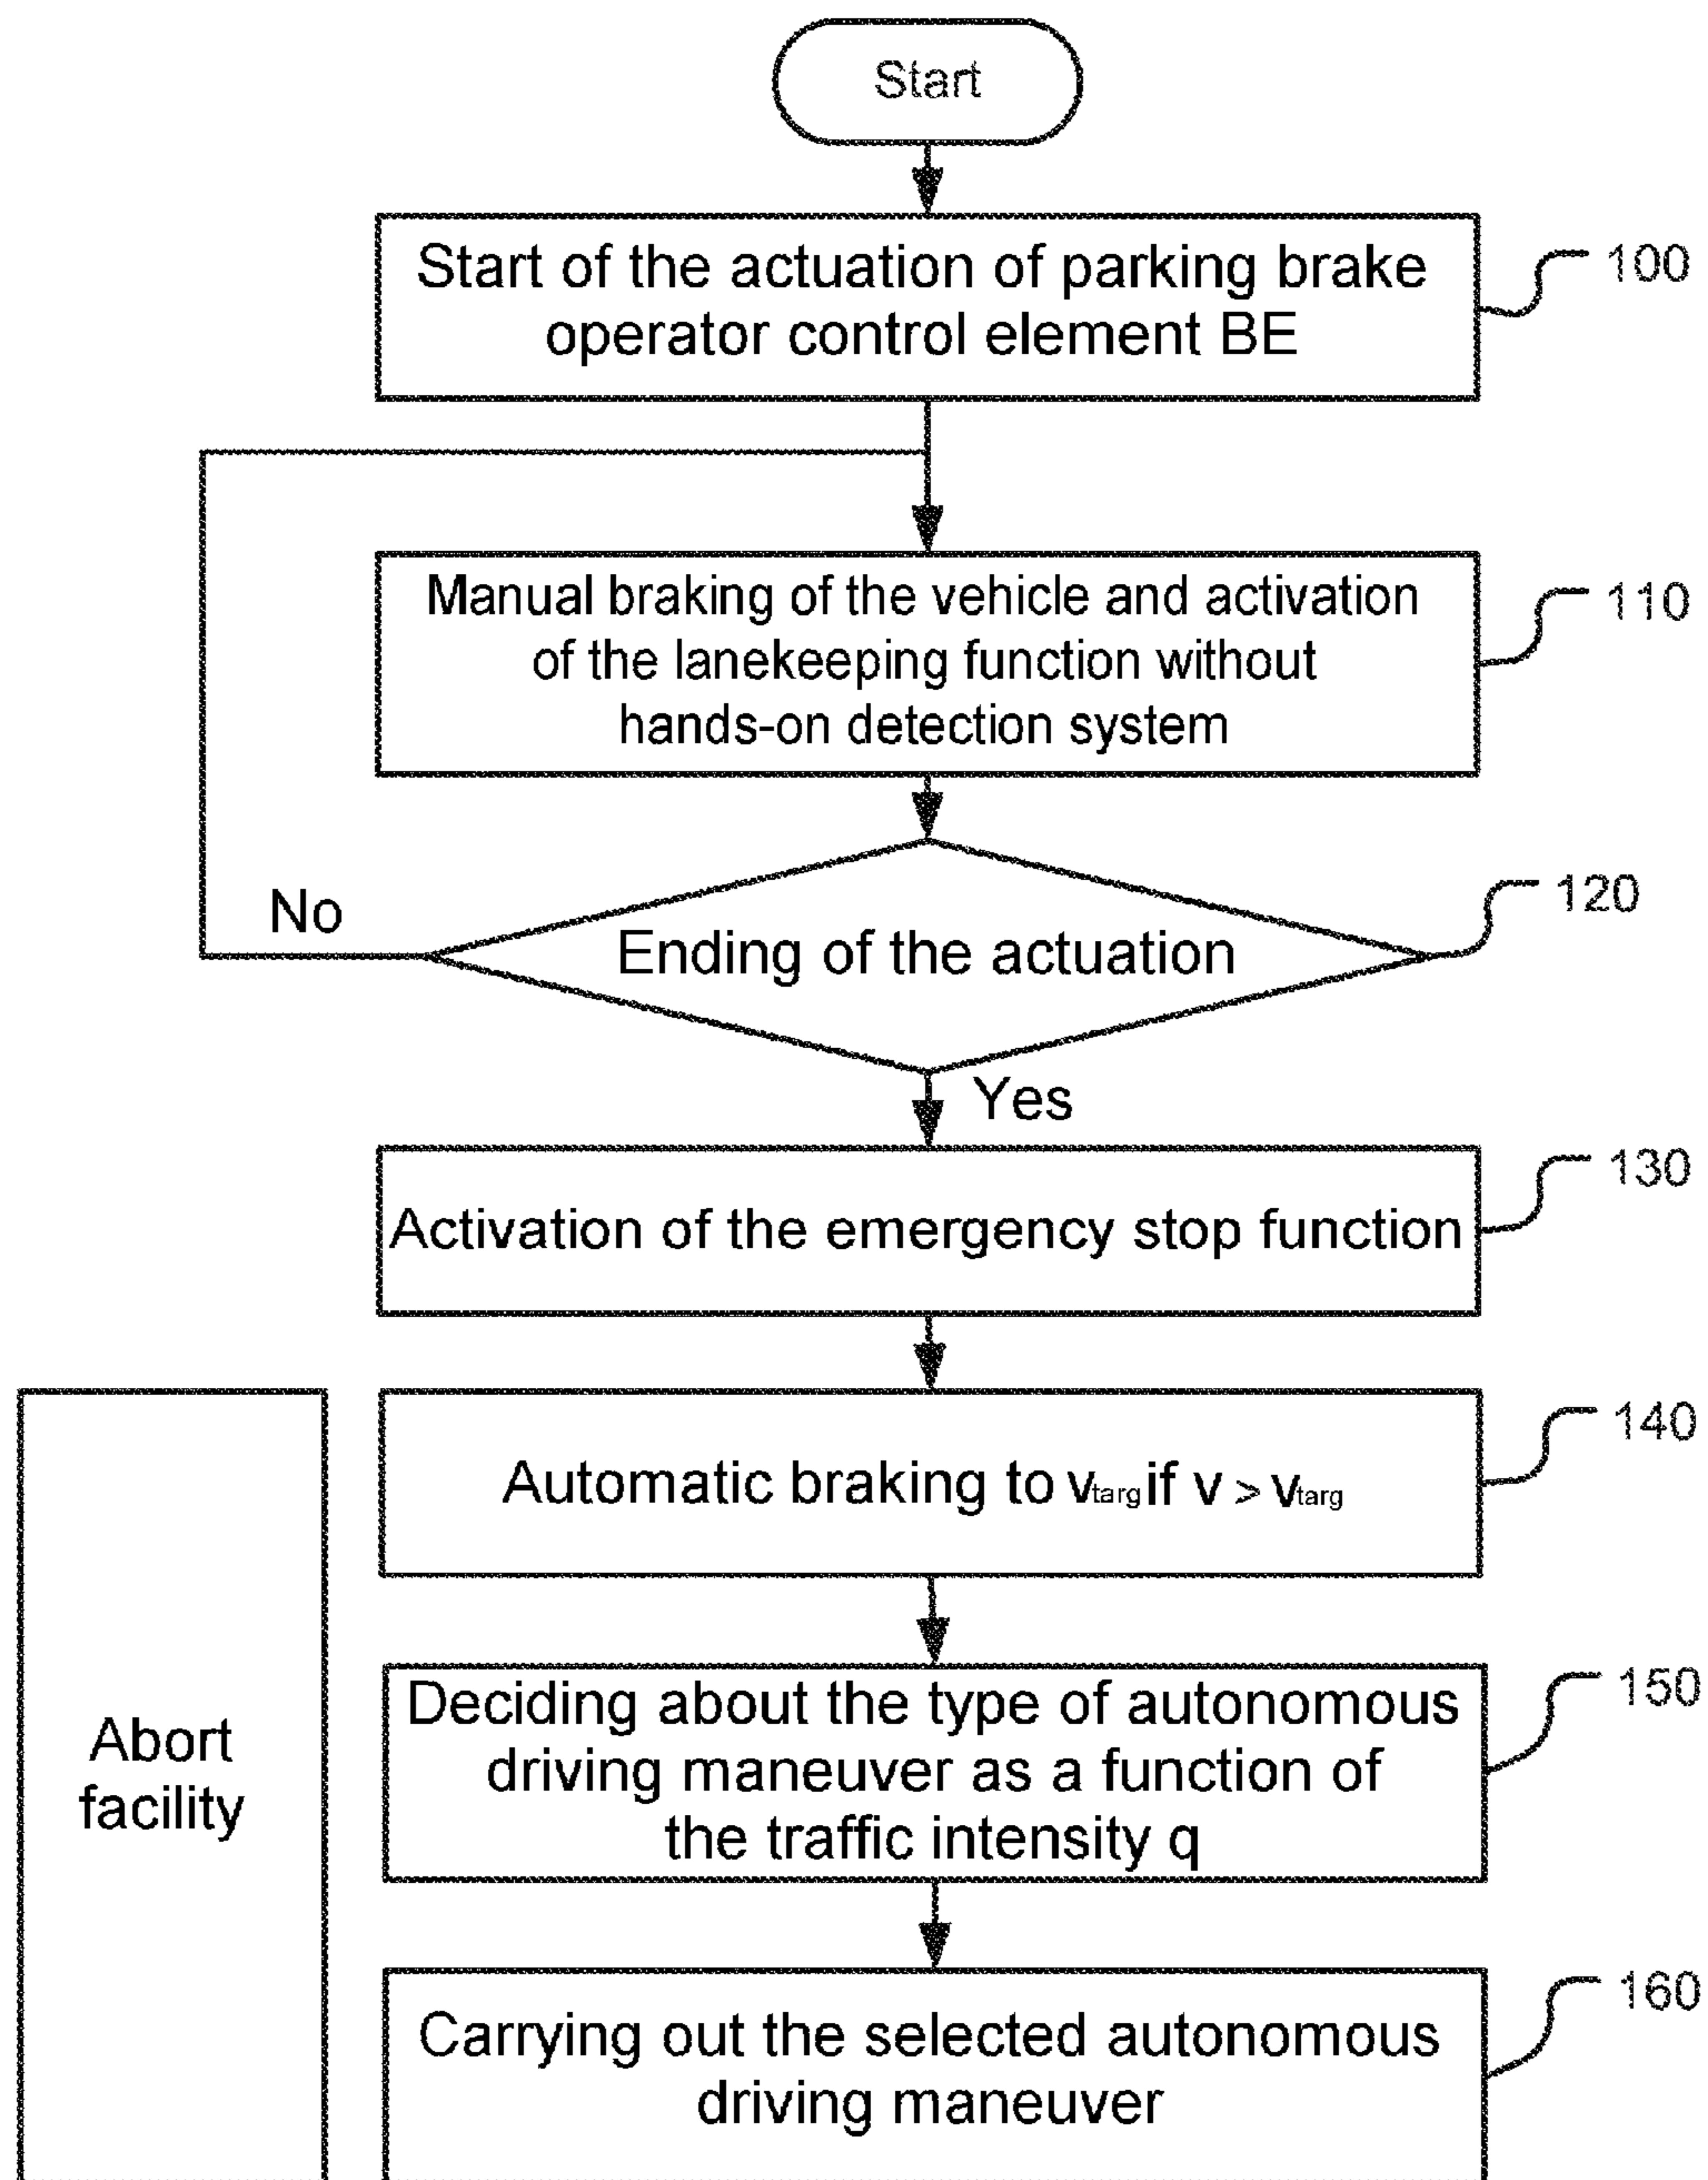 Start
Start of the actuation of parking brake
operator control element BE
100
Manual braking of the vehicle and activation
of the lanekeeping function without
hands-on detection system
110
No
Ending of the actuation
120
Yes
Activation of the emergency stop function
130
Automatic braking to vtarg if v > vtarg
140
Deciding about the type of autonomous
driving maneuver as a function of
the traffic intensity q
150
Abort
facility
Carrying out the selected autonomous
driving maneuver
160